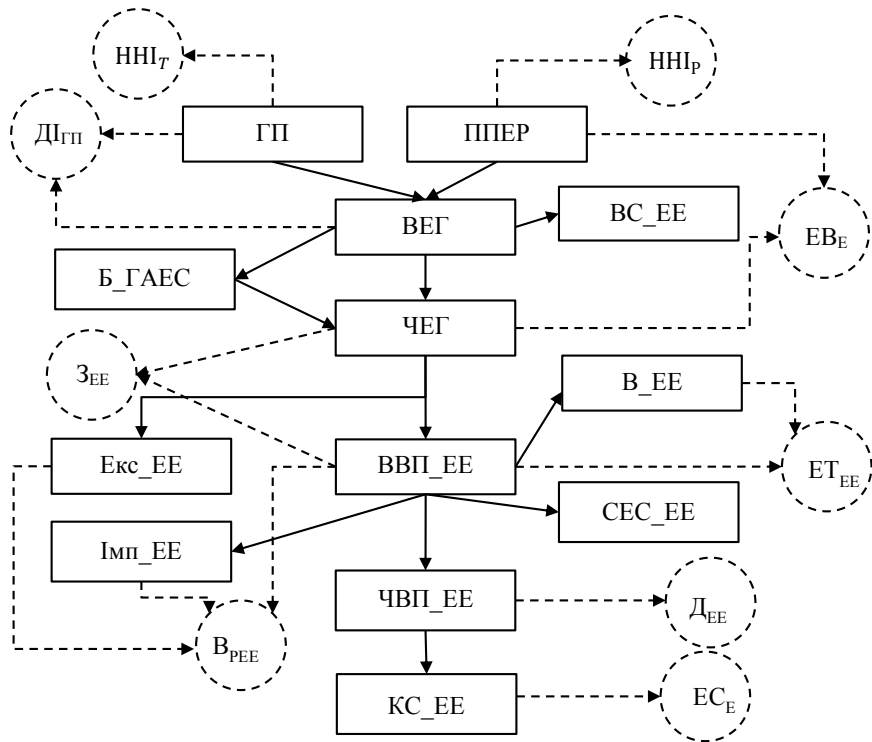 ННІT
ННІР
ДІГП
ГП
ППЕР
ВЕГ
ВС_ЕЕ
ЕВЕ
Б_ГАЕС
ЧЕГ
ЗЕЕ
В_ЕЕ
Екс_ЕЕ
ВВП_ЕЕ
ЕТЕЕ
СЕС_ЕЕ
Імп_ЕЕ
ЧВП_ЕЕ
ДЕЕ
ВРЕЕ
КС_ЕЕ
ЕСЕ